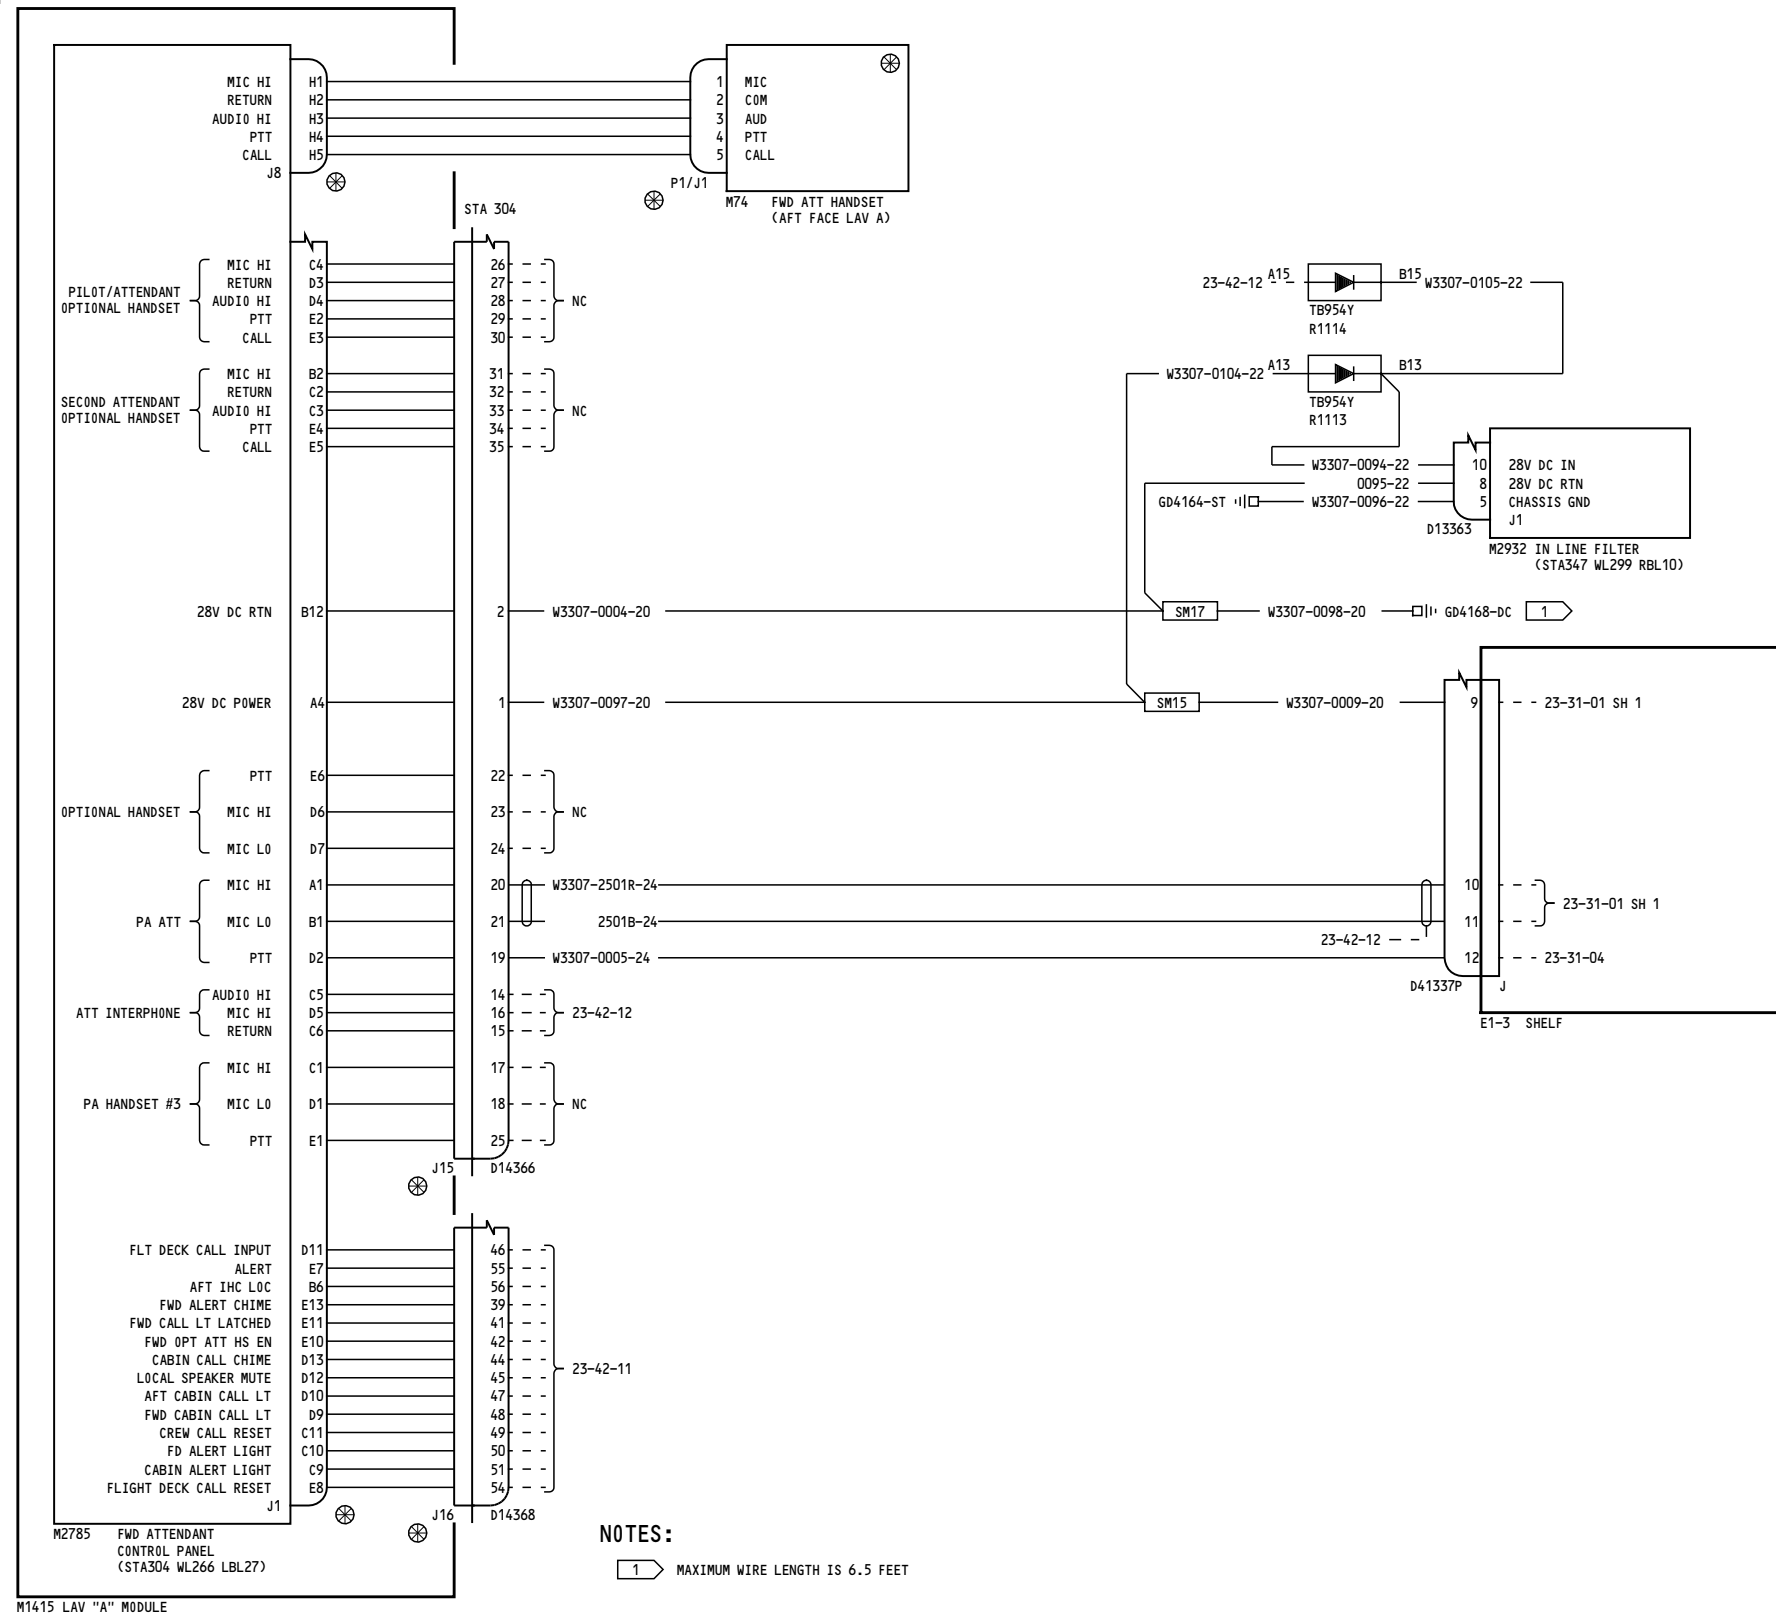 MIC HI H1 1 MIC
RETURN H2 2 COM
AUDIO HI H3 3 AUD
PTT H4 4 PTT
CALL H5 5 CALL
J8
P1/J1
M74 FWD ATT HANDSET
(AFT FACE LAV A)
STA 304
PILOT/ATTENDANT
OPTIONAL HANDSET
MIC HI C4 26
RETURN D3 27
AUDIO HI D4 28 NC
PTT E2 29
CALL E3 30
SECOND ATTENDANT
OPTIONAL HANDSET
MIC HI B2 31
RETURN C2 32
AUDIO HI C3 33 NC
PTT E4 34
CALL E5 35
23-42-12 A15 B15 W3307-0105-22
TB954Y
R1114
W3307-0104-22 A13 B13
TB954Y
R1113
W3307-0094-22 10 28V DC IN
0095-22 8 28V DC RTN
GD4164-ST W3307-0096-22 5 CHASSIS GND
D13363 J1
M2932 IN LINE FILTER
(STA347 WL299 RBL10)
28V DC RTN B12 2 W3307-0004-20 SM17 W3307-0098-20 GD4168-DC 1
28V DC POWER A4 1 W3307-0097-20 SM15 W3307-0009-20 9 23-31-01 SH 1
PTT E6 22
OPTIONAL HANDSET MIC HI D6 23 NC
MIC LO D7 24
MIC HI A1 20 W3307-2501R-24 10
23-31-01 SH 1
PA ATT MIC LO B1 21 2501B-24 11
23-42-12
PTT D2 19 W3307-0005-24 12 23-31-04
D41337P J
E1-3 SHELF
AUDIO HI C5 14
ATT INTERPHONE MIC HI D5 16 23-42-12
RETURN C6 15
MIC HI C1 17
PA HANDSET #3 MIC LO D1 18 NC
PTT E1 25
J15 D14366
FLT DECK CALL INPUT D11 46
ALERT E7 55
AFT IHC LOC B6 56
FWD ALERT CHIME E13 39
FWD CALL LT LATCHED E11 41
FWD OPT ATT HS EN E10 42
CABIN CALL CHIME D13 44
23-42-11
LOCAL SPEAKER MUTE D12 45
AFT CABIN CALL LT D10 47
FWD CABIN CALL LT D9 48
CREW CALL RESET C11 49
FD ALERT LIGHT C10 50
CABIN ALERT LIGHT C9 51
FLIGHT DECK CALL RESET E8 54
J1
J16 D14368
M2785 FWD ATTENDANT
CONTROL PANEL
(STA304 WL266 LBL27)
M1415 LAV "A" MODULE
NOTES:
1 MAXIMUM WIRE LENGTH IS 6.5 FEET